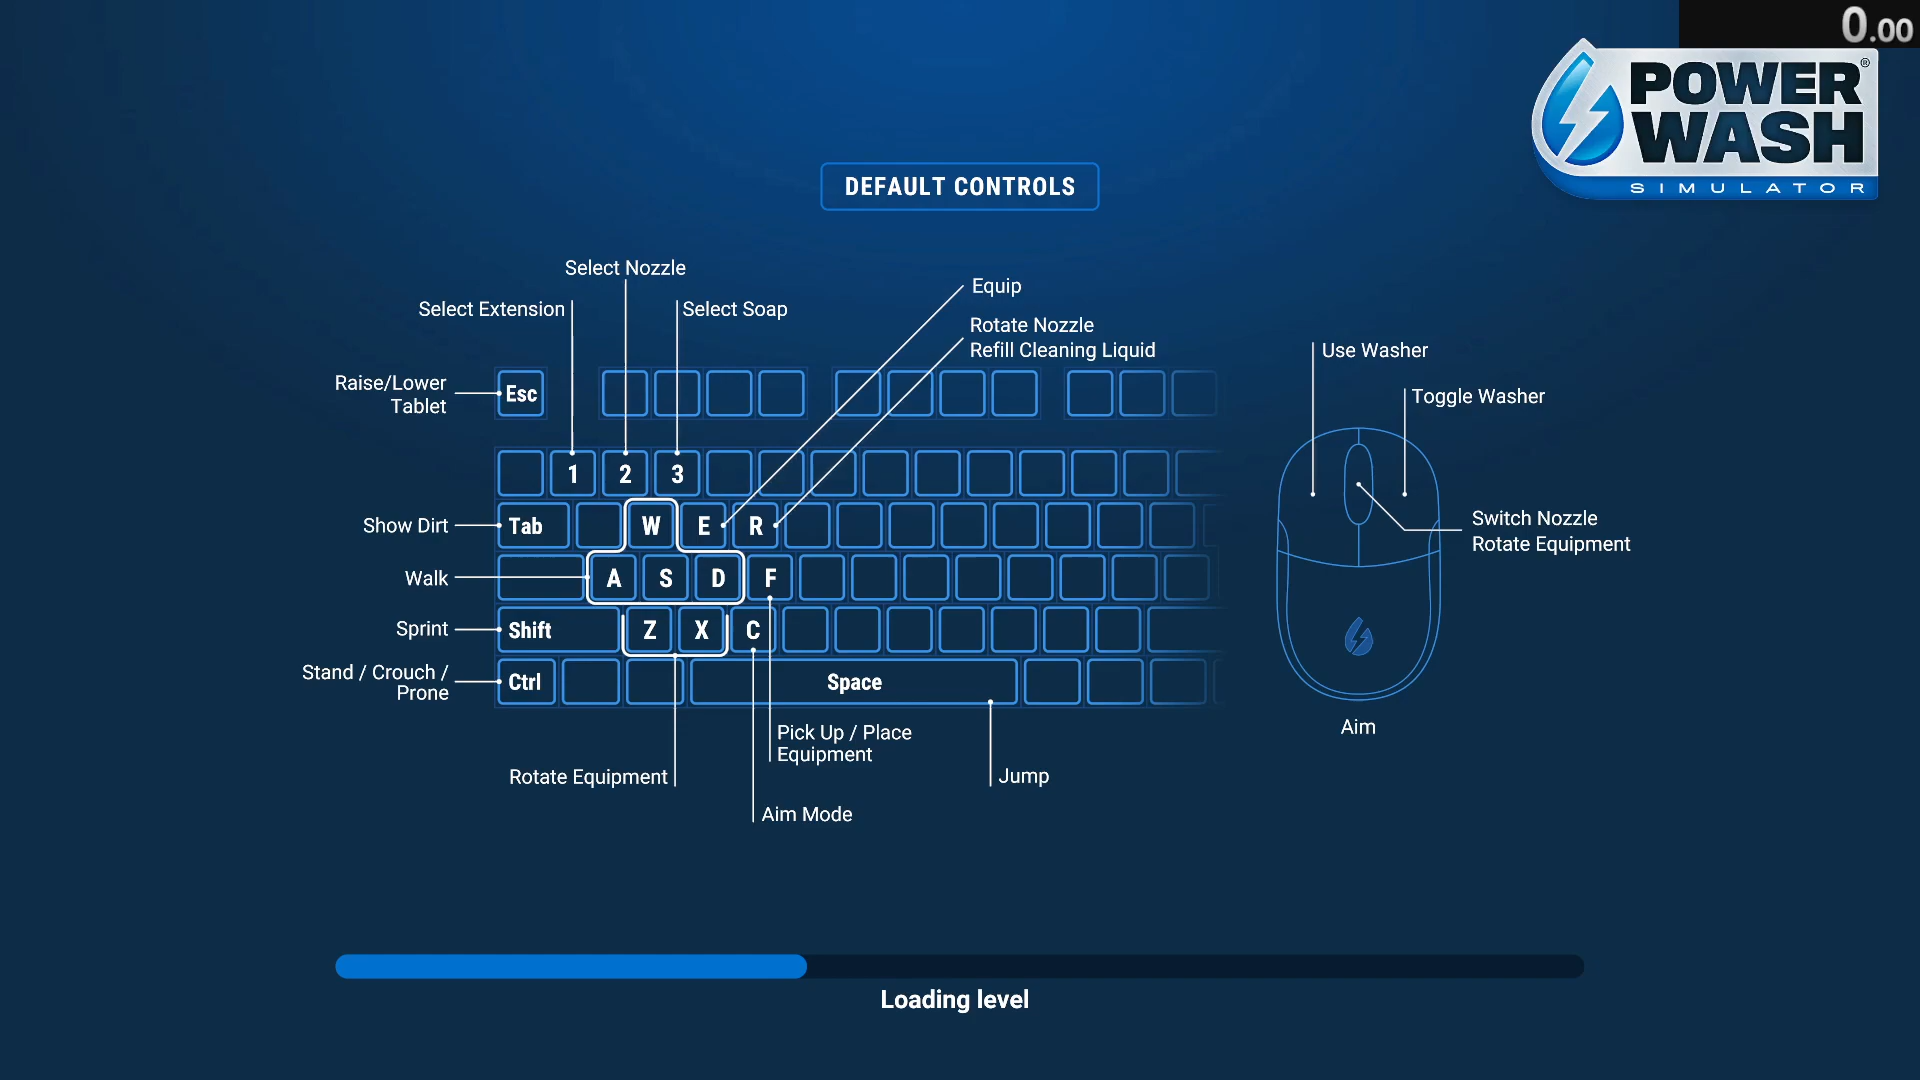 0.00
POWER®
WASH
SIMULATOR
DEFAULT CONTROLS
Select Nozzle
Select Extension
Select Soap
Equip
Rotate Nozzle
Refill Cleaning Liquid
Use Washer
Toggle Washer
Raise/Lower
Tablet
Esc
1 2 3
Show Dirt
Tab W E R
Switch Nozzle
Rotate Equipment
Walk
A S D F
Sprint
Shift Z X C
Stand / Crouch /
Prone
Ctrl Space
Aim
Pick Up / Place
Equipment
Rotate Equipment
Jump
Aim Mode
Loading level